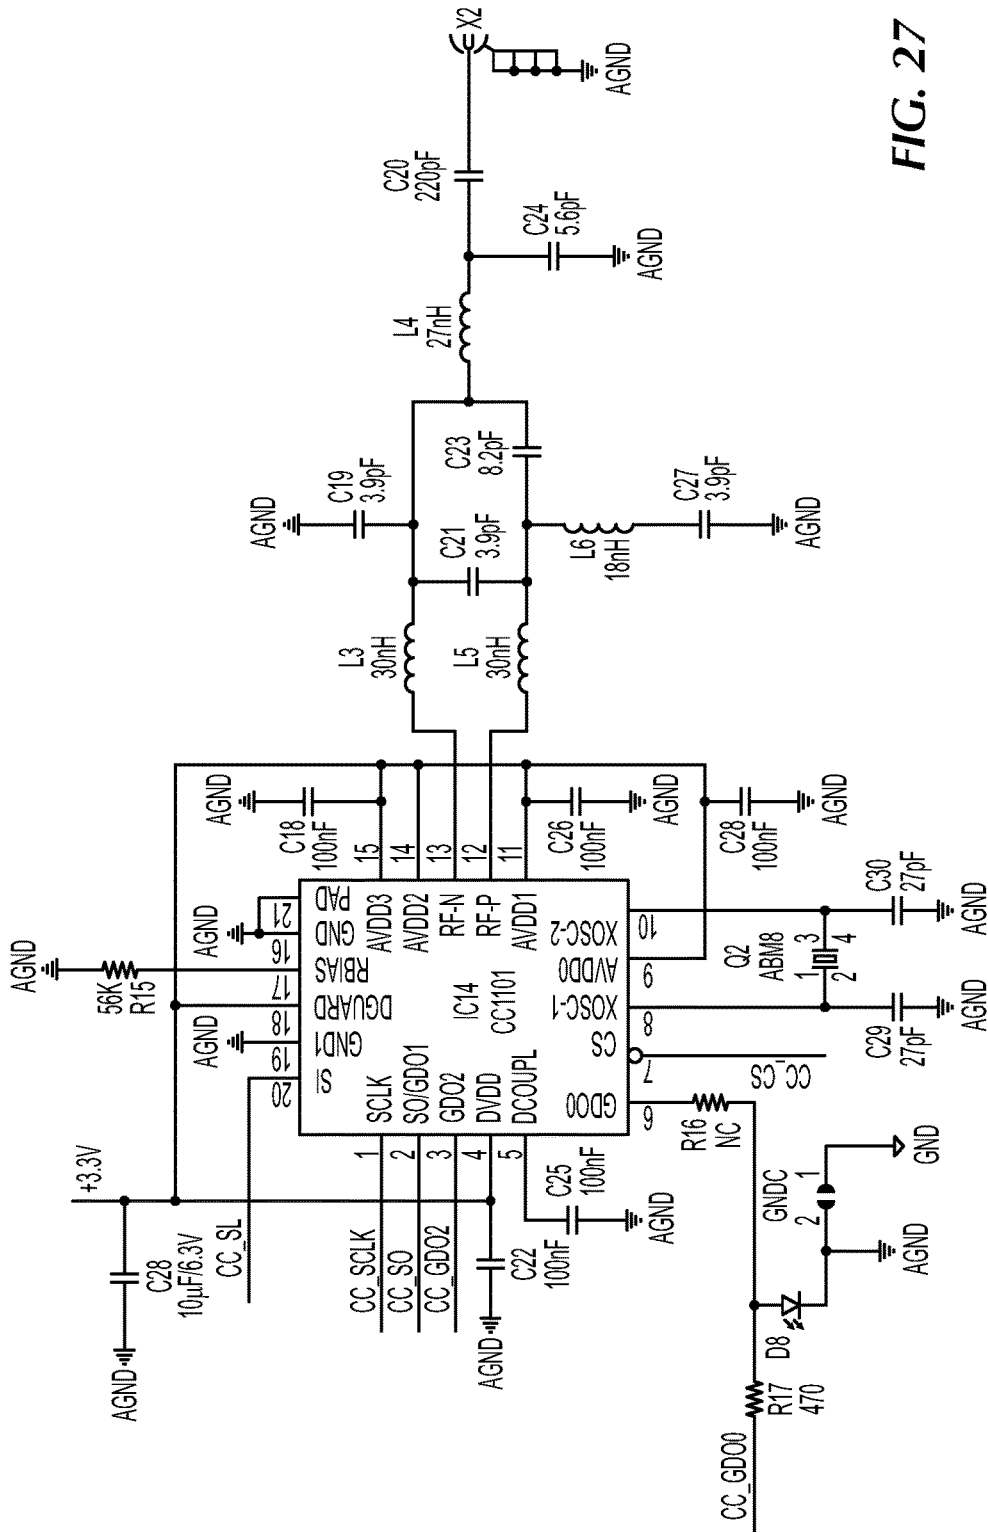 X2
AGND
FIG. 27
C20
220pF
C24
5.6pF
AGND
L4
27nH
AGND
C19
3.9pF
C23
8.2pF
C21
3.9pF
C27
3.9pF
L6
18nH
AGND
L3
30nH
L5
30nH
AGND
C18
100nF
C26
100nF
AGND
C28
100nF
AGND
15
14
13
12
11
AGND
AGND
56K
R15
AGND
21
16
17
18
19
20
PAD
GND
RBIAS
DGUARD
GND1
SI
AVDD3
AVDD2
RF-N
RF-P
AVDD1
IC14
CC1101
XOSC-2
AVDD0
XOSC-1
CS
GDO0
SCLK
SO/GDO1
GDO2
DVDD
DCOUPL
10
9
8
7
6
Q2
ABM8
1
3
2
4
C30
27pF
AGND
C29
27pF
AGND
CC_CS
R16
NC
1
2
3
4
5
+3.3V
C28
10µF/6.3V
AGND
CC_SL
CC_SCLK
CC_SO
CC_GDO2
C22
100nF
AGND
C25
100nF
AGND
GNDC
2
1
GND
AGND
D8
R17
470
CC_GDO0